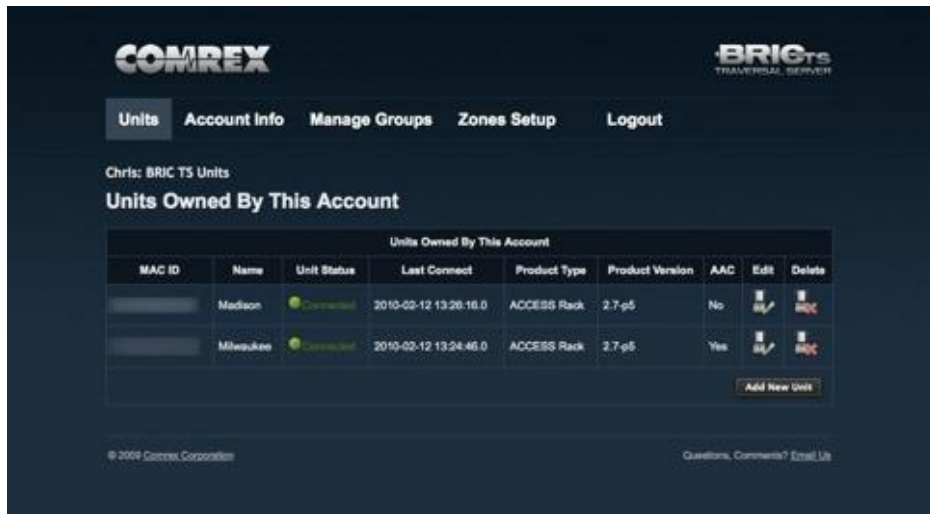 COMREX
BRIC TS
TRAVERSAL SERVER
Units Account Info Manage Groups Zones Setup Logout
Chris: BRIC TS Units
Units Owned By This Account
Units Owned By This Account
MAC ID Name Unit Status Last Connect Product Type Product Version AAC Edit Delete
Madison Connected 2010-02-12 13:26:16.0 ACCESS Rack 2.7-p5 No
Milwaukee Connected 2010-02-12 13:24:46.0 ACCESS Rack 2.7-p5 Yes
Add New Unit
© 2009 Comrex Corporation Questions, Comments? Email Us